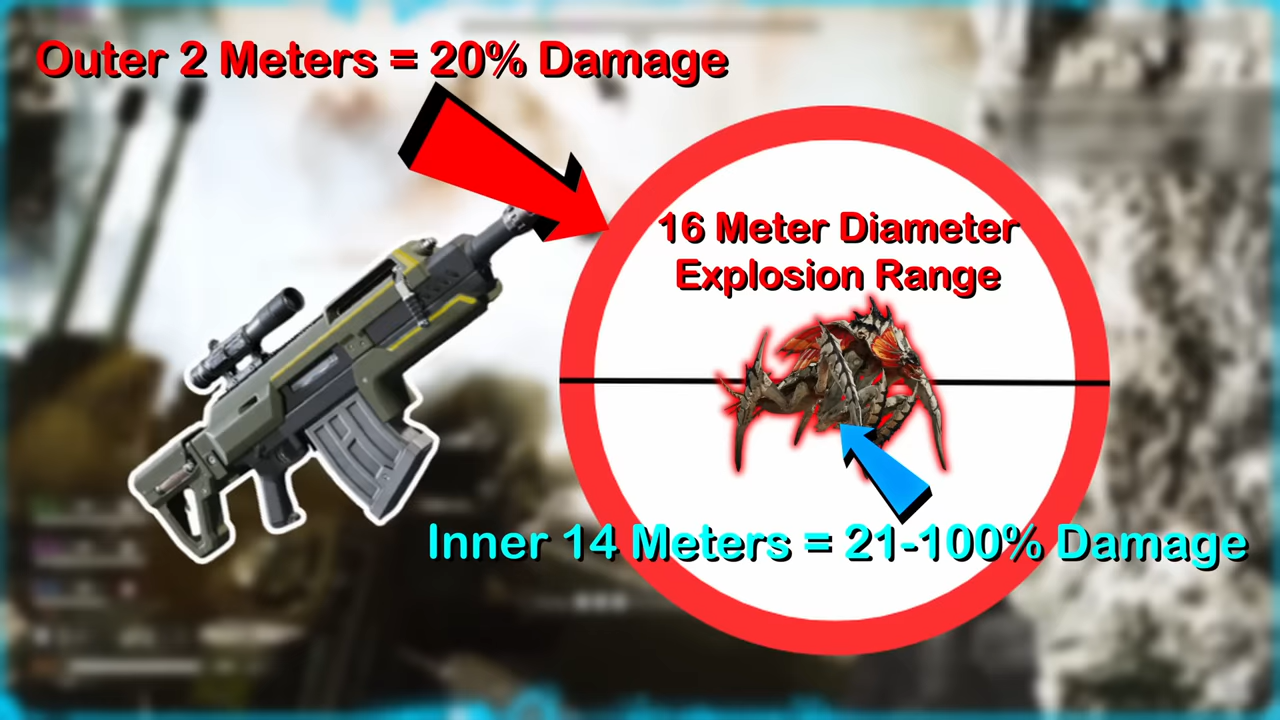 Outer 2 Meters = 20% Damage
16 Meter Diameter
Explosion Range
Inner 14 Meters = 21-100% Damage